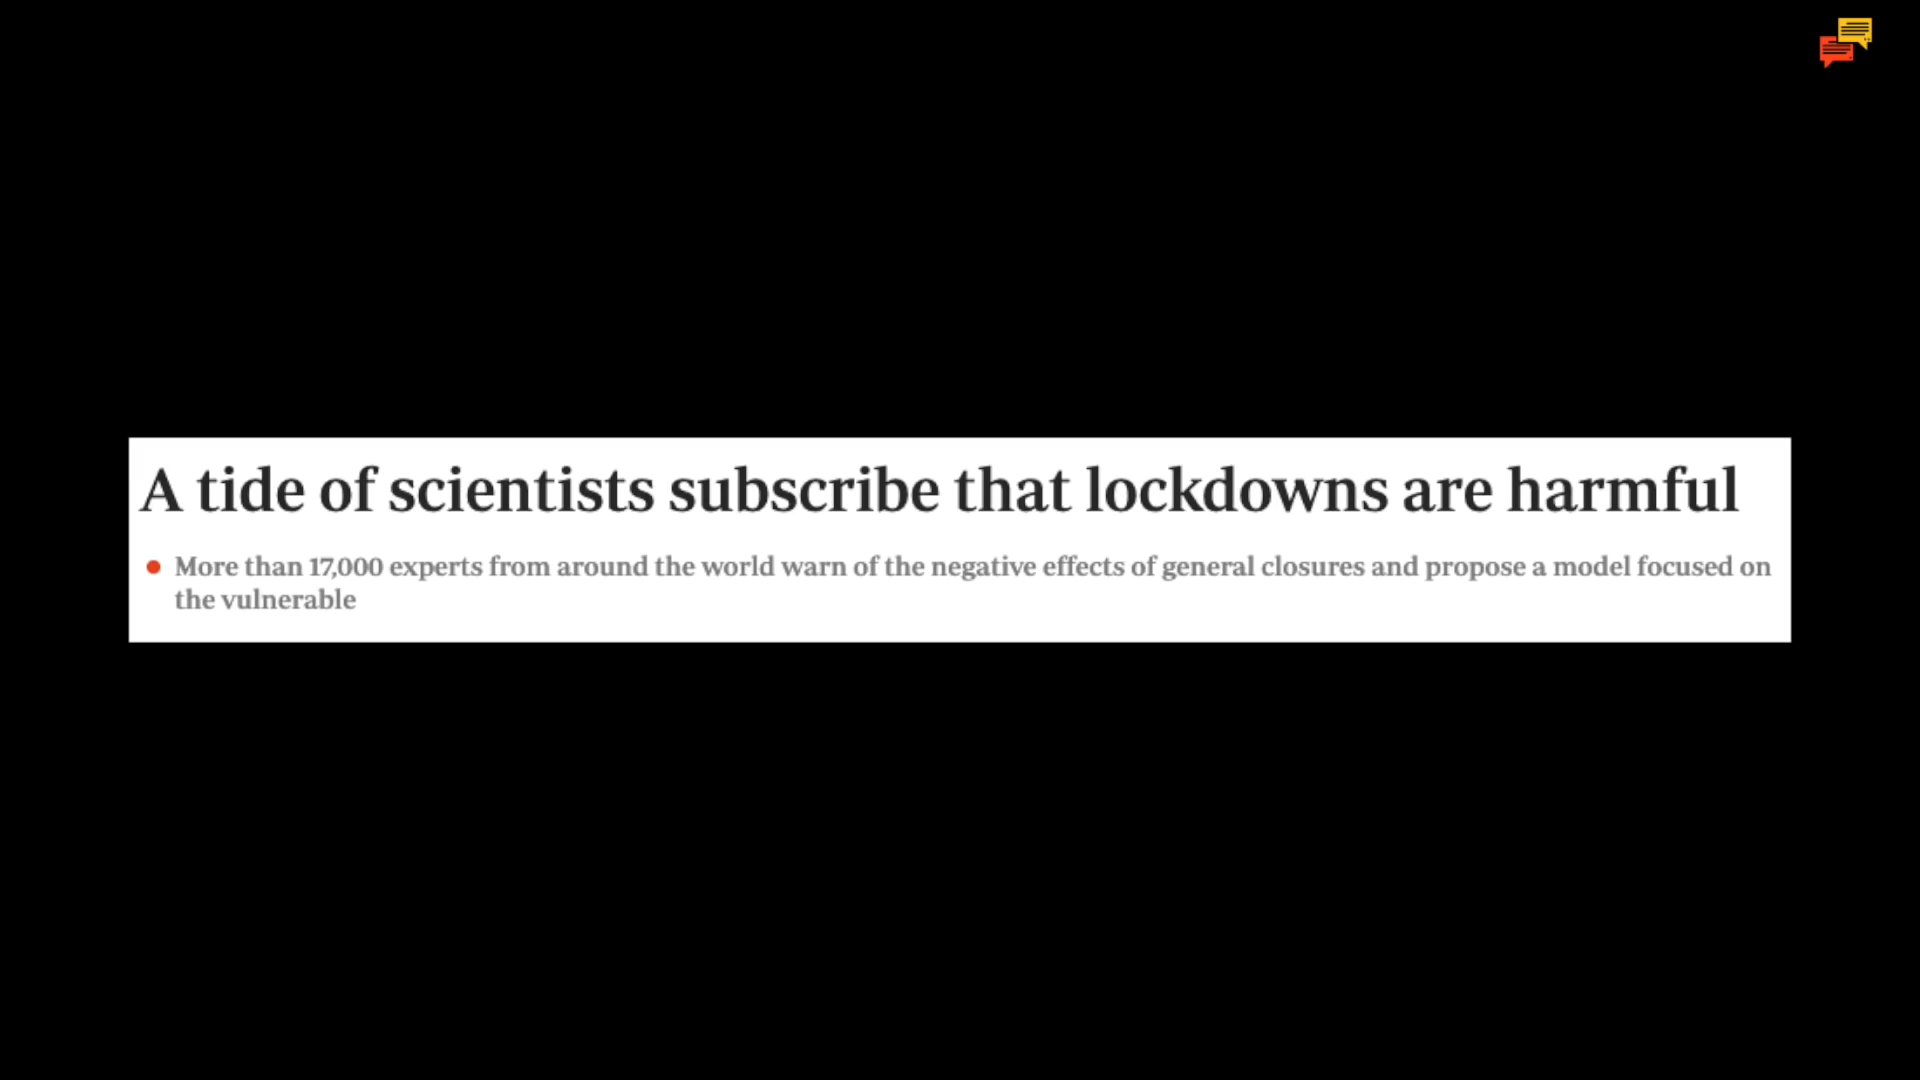 A tide of scientists subscribe that lockdowns are harmful
More than 17,000 experts from around the world warn of the negative effects of general closures and propose a model focused on
the vulnerable